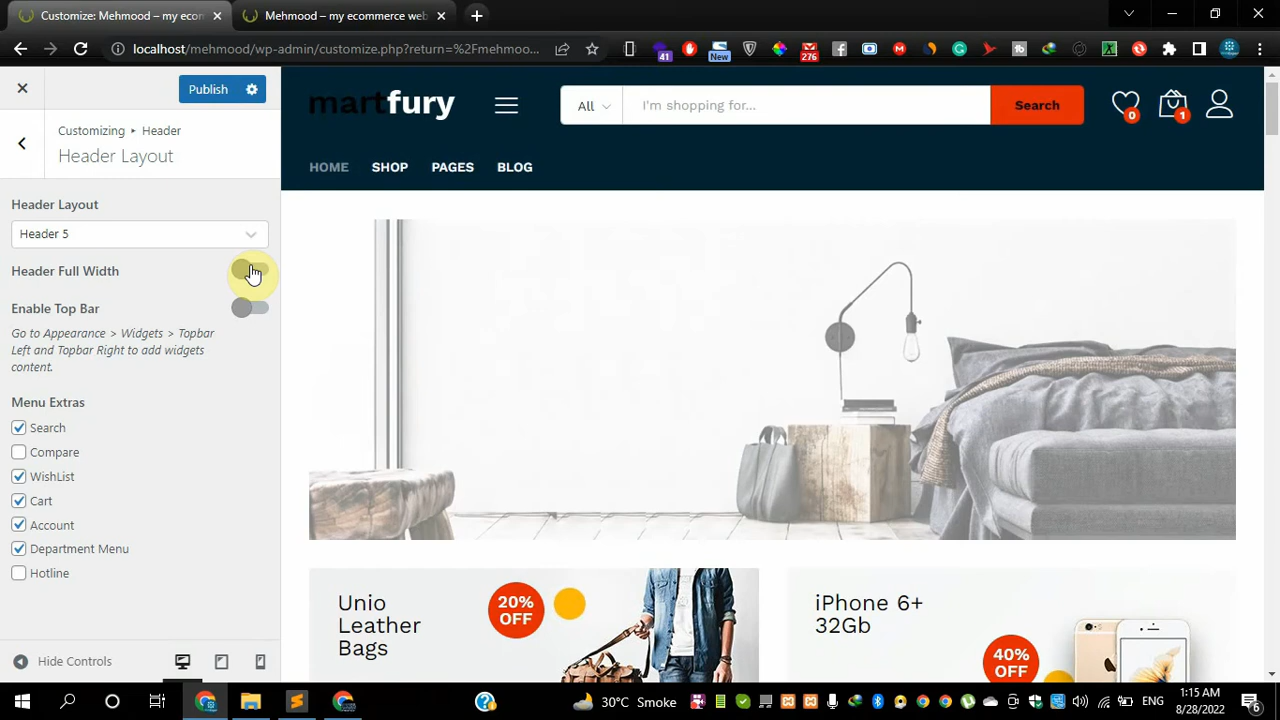 Customize: Mehmood – my ecom
Mehmood – my ecommerce web
localhost/mehmood/wp-admin/customize.php?return=%2Fmehmoo...
41
New
276
Publish
Customizing ▸ Header
Header Layout
Header Layout
Header 5
Header Full Width
Enable Top Bar
Go to Appearance > Widgets > Topbar
Left and Topbar Right to add widgets
content.
Menu Extras
Search
Compare
WishList
Cart
Account
Department Menu
Hotline
Hide Controls
martfury
All
I'm shopping for...
Search
0
1
HOME
SHOP
PAGES
BLOG
Unio
Leather
Bags
20%
OFF
iPhone 6+
32Gb
40%
OFF
30°C Smoke
ENG
1:15 AM
8/28/2022
6